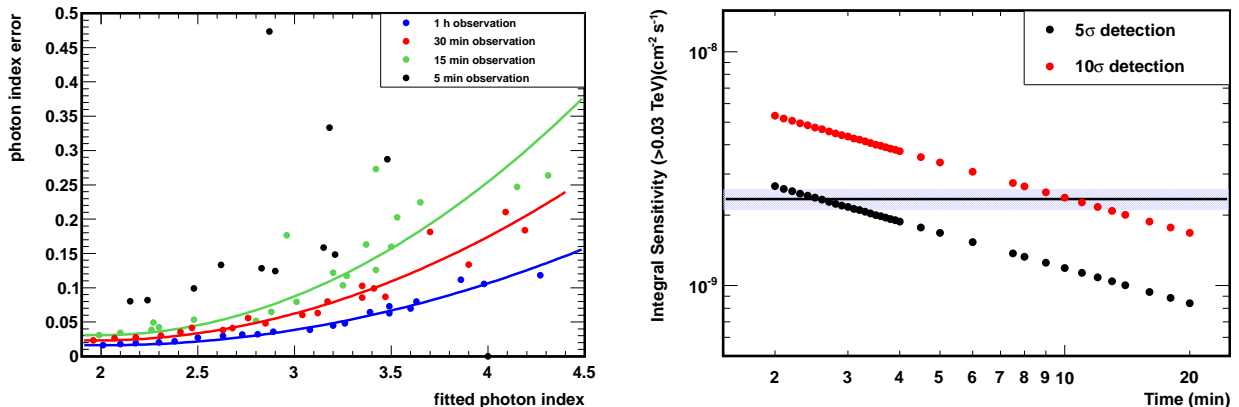 photon index error
0.5
0.45
0.4
0.35
0.3
0.25
0.2
0.15
0.1
0.05
0
1 h observation
30 min observation
15 min observation
5 min observation
2 2.5 3 3.5 4 4.5
fitted photon index
Integral Sensitivity (>0.03 TeV)(cm⁻² s⁻¹)
10⁻⁸
10⁻⁹
5σ detection
10σ detection
2 3 4 5 6 7 8 9 10 20
Time (min)